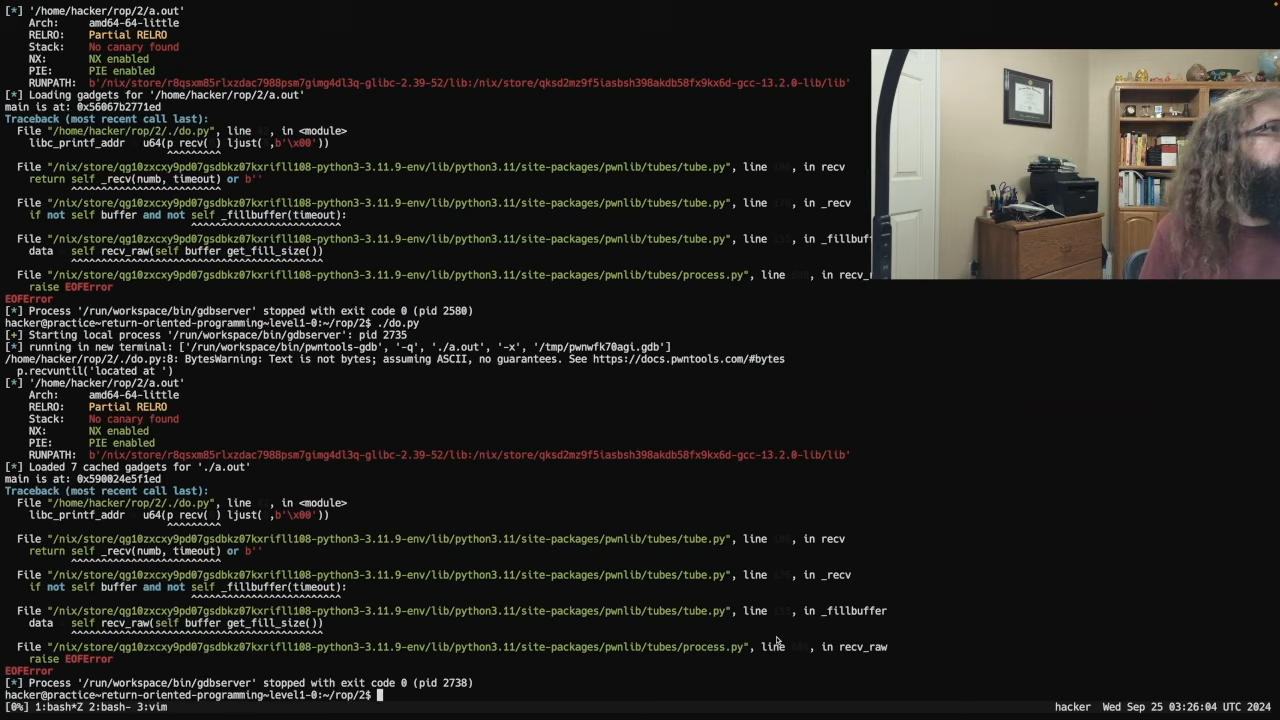 [*] '/home/hacker/rop/2/a.out'
    Arch:     amd64-64-little
    RELRO:    Partial RELRO
    Stack:    No canary found
    NX:       NX enabled
    PIE:      PIE enabled
    RUNPATH:  b'/nix/store/r8qsxm85rlxzdac7988psm7gimg4dl3q-glibc-2.39-52/lib:/nix/store/qksd2mz9f5iasbsh398akdb58fx9kx6d-gcc-13.2.0-lib/lib'
[*] Loading gadgets for '/home/hacker/rop/2/a.out'
main is at: 0x56067b2771ed
Traceback (most recent call last):
  File "/home/hacker/rop/2/./do.py", line , in <module>
    libc_printf_addr   u64(p recv( ) ljust( ,b'\x00'))
                           ^^^^^^^^^
  File "/nix/store/qg10zxcxy9pd07gsdbkz07kxrifll108-python3-3.11.9-env/lib/python3.11/site-packages/pwnlib/tubes/tube.py", line , in recv
    return self _recv(numb, timeout) or b''
           ^^^^^^^^^^^^^^^^^^^^^^^^^
  File "/nix/store/qg10zxcxy9pd07gsdbkz07kxrifll108-python3-3.11.9-env/lib/python3.11/site-packages/pwnlib/tubes/tube.py", line , in _recv
    if not self buffer and not self _fillbuffer(timeout):
                               ^^^^^^^^^^^^^^^^^^^^^^^^^
  File "/nix/store/qg10zxcxy9pd07gsdbkz07kxrifll108-python3-3.11.9-env/lib/python3.11/site-packages/pwnlib/tubes/tube.py", line , in _fillbuf
    data   self recv_raw(self buffer get_fill_size())
           ^^^^^^^^^^^^^^^^^^^^^^^^^^^^^^^^^^^^^^^^^^
  File "/nix/store/qg10zxcxy9pd07gsdbkz07kxrifll108-python3-3.11.9-env/lib/python3.11/site-packages/pwnlib/tubes/process.py", line , in recv_r
    raise EOFError
EOFError
[*] Process '/run/workspace/bin/gdbserver' stopped with exit code 0 (pid 2580)
hacker@practice~return-oriented-programming~level1-0:~/rop/2$ ./do.py
[+] Starting local process '/run/workspace/bin/gdbserver': pid 2735
[*] running in new terminal: ['/run/workspace/bin/pwntools-gdb', '-q', './a.out', '-x', '/tmp/pwnwfk70agi.gdb']
/home/hacker/rop/2/./do.py:8: BytesWarning: Text is not bytes; assuming ASCII, no guarantees. See https://docs.pwntools.com/#bytes
  p.recvuntil('located at ')
[*] '/home/hacker/rop/2/a.out'
    Arch:     amd64-64-little
    RELRO:    Partial RELRO
    Stack:    No canary found
    NX:       NX enabled
    PIE:      PIE enabled
    RUNPATH:  b'/nix/store/r8qsxm85rlxzdac7988psm7gimg4dl3q-glibc-2.39-52/lib:/nix/store/qksd2mz9f5iasbsh398akdb58fx9kx6d-gcc-13.2.0-lib/lib'
[*] Loaded 7 cached gadgets for './a.out'
main is at: 0x590024e5f1ed
Traceback (most recent call last):
  File "/home/hacker/rop/2/./do.py", line , in <module>
    libc_printf_addr   u64(p recv( ) ljust( ,b'\x00'))
                           ^^^^^^^^^
  File "/nix/store/qg10zxcxy9pd07gsdbkz07kxrifll108-python3-3.11.9-env/lib/python3.11/site-packages/pwnlib/tubes/tube.py", line , in recv
    return self _recv(numb, timeout) or b''
           ^^^^^^^^^^^^^^^^^^^^^^^^^
  File "/nix/store/qg10zxcxy9pd07gsdbkz07kxrifll108-python3-3.11.9-env/lib/python3.11/site-packages/pwnlib/tubes/tube.py", line , in _recv
    if not self buffer and not self _fillbuffer(timeout):
                               ^^^^^^^^^^^^^^^^^^^^^^^^^
  File "/nix/store/qg10zxcxy9pd07gsdbkz07kxrifll108-python3-3.11.9-env/lib/python3.11/site-packages/pwnlib/tubes/tube.py", line , in _fillbuffer
    data   self recv_raw(self buffer get_fill_size())
           ^^^^^^^^^^^^^^^^^^^^^^^^^^^^^^^^^^^^^^^^^^
  File "/nix/store/qg10zxcxy9pd07gsdbkz07kxrifll108-python3-3.11.9-env/lib/python3.11/site-packages/pwnlib/tubes/process.py", line , in recv_raw
    raise EOFError
EOFError
[*] Process '/run/workspace/bin/gdbserver' stopped with exit code 0 (pid 2738)
hacker@practice~return-oriented-programming~level1-0:~/rop/2$
[0%] 1:bash*Z 2:bash- 3:vim hacker  Wed Sep 25 03:26:04 UTC 2024